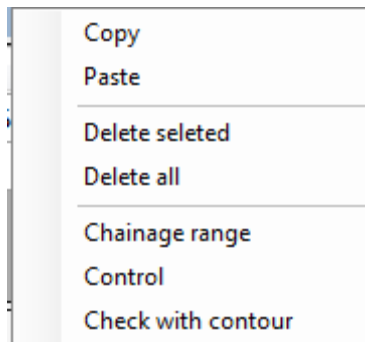 Copy
Paste
Delete seleted
Delete all
Chainage range
Control
Check with contour